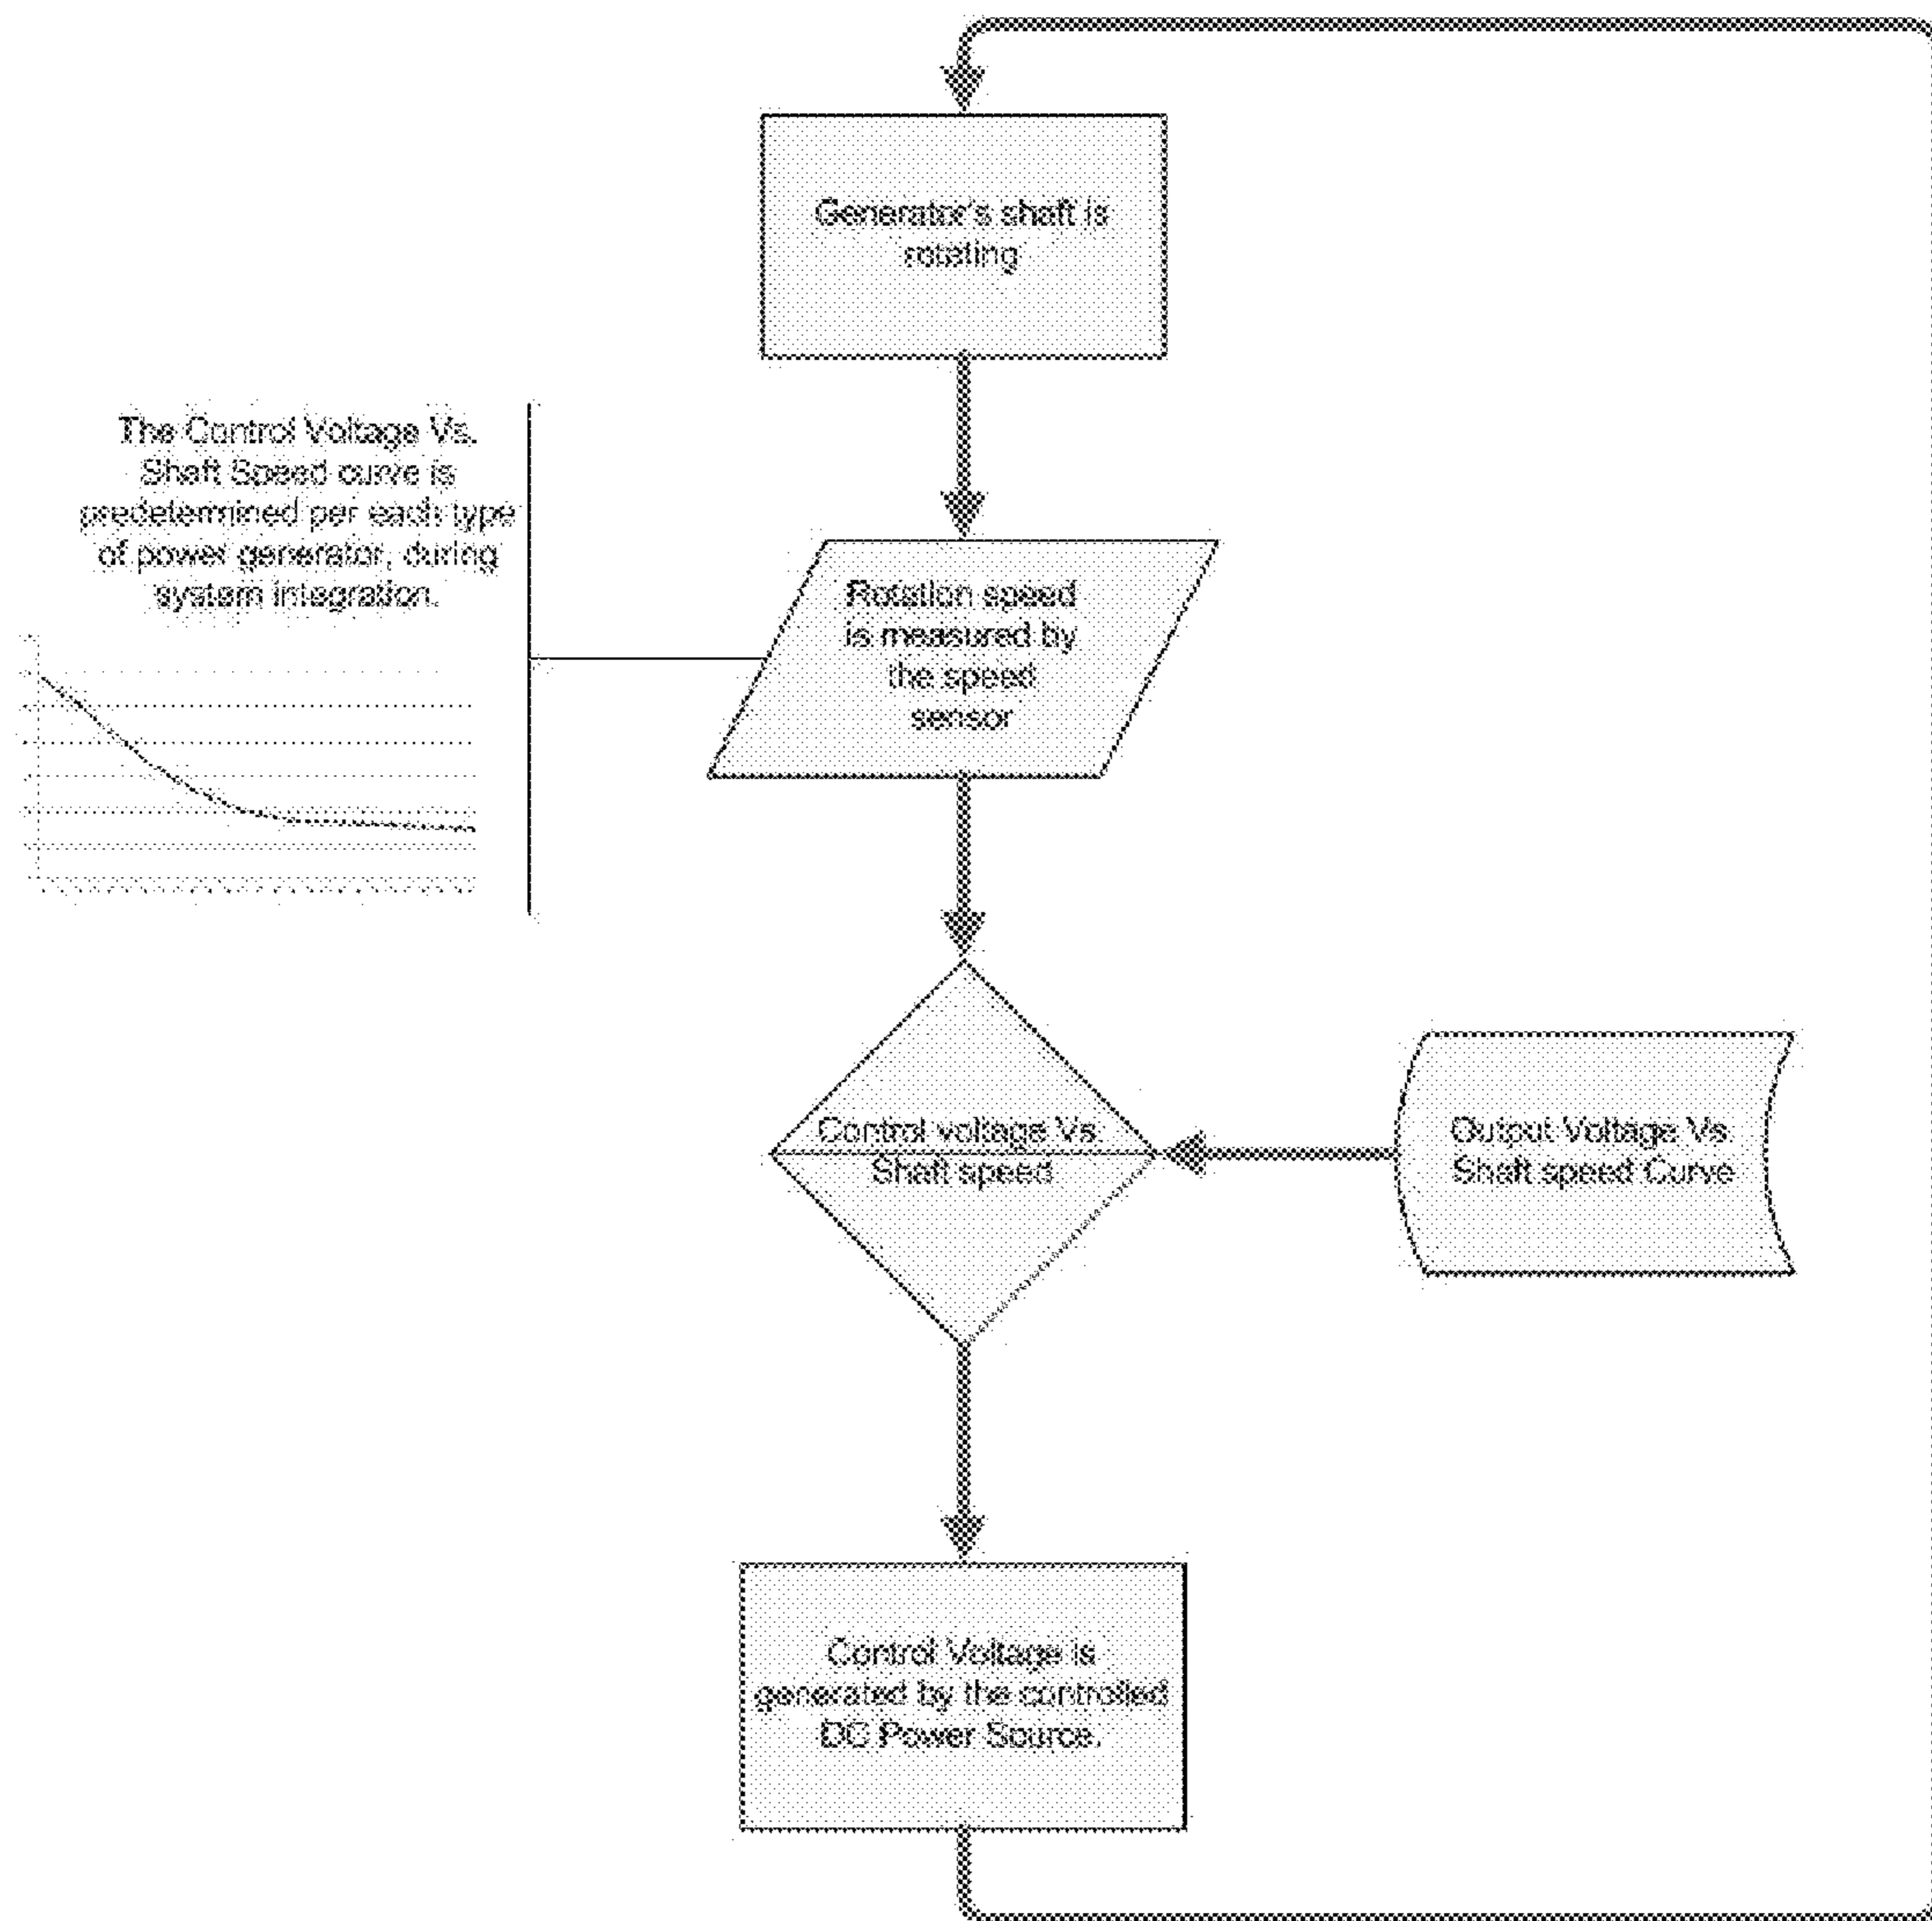 Generator's shaft is
rotating
The Control Voltage Vs.
Shaft Speed curve is
predetermined per each type
of power generator, during
system integration.
Rotation speed
is measured by
the speed
sensor
Control voltage Vs.
Shaft speed
Output Voltage Vs.
Shaft speed Curve
Control Voltage is
generated by the controlled
DC Power Source.